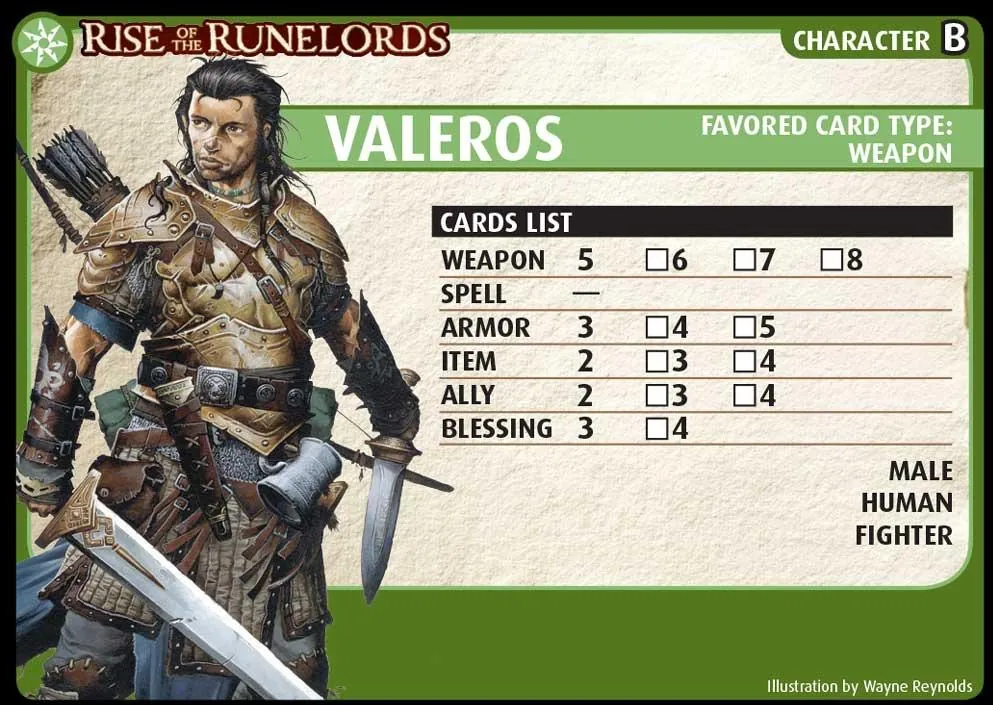 RISE OF THE RUNELORDS
CHARACTER B
VALEROS
FAVORED CARD TYPE:
WEAPON
CARDS LIST
WEAPON 5 □6 □7 □8
SPELL —
ARMOR 3 □4 □5
ITEM 2 □3 □4
ALLY 2 □3 □4
BLESSING 3 □4
MALE
HUMAN
FIGHTER
Illustration by Wayne Reynolds